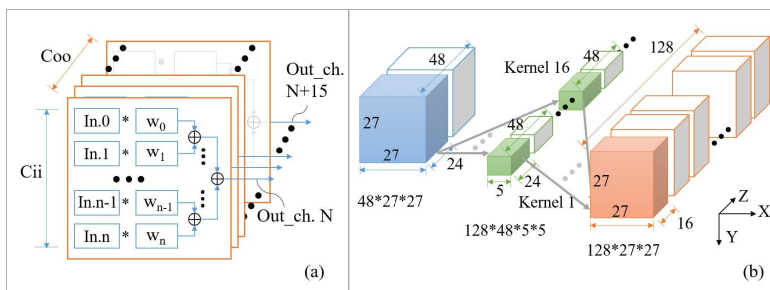 Coo
Cii
In.0 * w0
In.1 * w1
In.n-1 * wn-1
In.n * wn
*
Out_ch. N+15
Out_ch. N
(a)
48
27
27
24
48*27*27
Kernel 16
48
48
5
24
Kernel 1
128*48*5*5
128
27
27
16
128*27*27
Z
X
Y
(b)